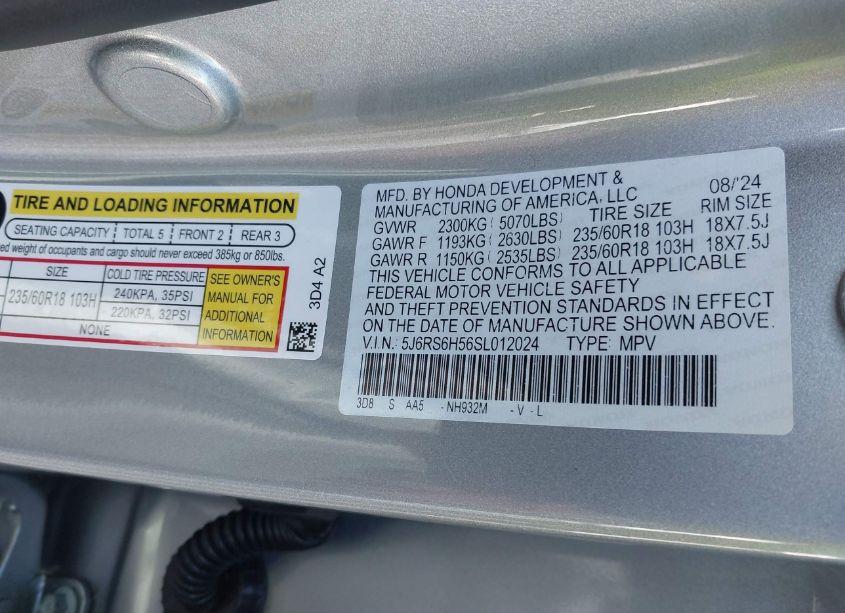 TIRE AND LOADING INFORMATION
SEATING CAPACITY TOTAL 5 FRONT 2 REAR 3
weight of occupants and cargo should never exceed 385kg or 850lbs.
SIZE COLD TIRE PRESSURE
235/60R18 103H 240KPA, 35PSI
220KPA, 32PSI
NONE
SEE OWNER'S
MANUAL FOR
ADDITIONAL
INFORMATION
3D4 A2
MFD. BY HONDA DEVELOPMENT & 08/'24
MANUFACTURING OF AMERICA, LLC
GVWR 2300KG( 5070LBS) TIRE SIZE RIM SIZE
GAWR F 1193KG( 2630LBS) 235/60R18 103H 18X7.5J
GAWR R 1150KG( 2535LBS) 235/60R18 103H 18X7.5J
THIS VEHICLE CONFORMS TO ALL APPLICABLE
FEDERAL MOTOR VEHICLE SAFETY
AND THEFT PREVENTION STANDARDS IN EFFECT
ON THE DATE OF MANUFACTURE SHOWN ABOVE.
V.I.N.: 5J6RS6H56SL012024 TYPE: MPV
3D8 S AA5 -NH932M -V -L